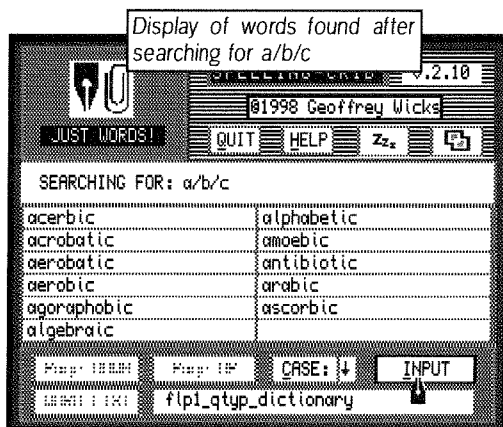 Display of words found after
searching for a/b/c
V.2.10
©1998 Geoffrey Wicks
JUST WORDS!
QUIT HELP Zzz
SEARCHING FOR: a/b/c
acerbic alphabetic
acrobatic amoebic
aerobatic antibiotic
aerobic arabic
agoraphobic ascorbic
algebraic
CASE: ↓ INPUT
flp1_qtyp_dictionary